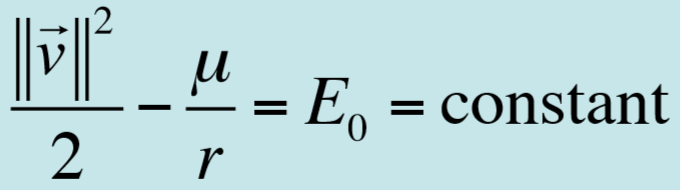 ‖v⃗‖² / 2 − μ / r = E₀ = constant